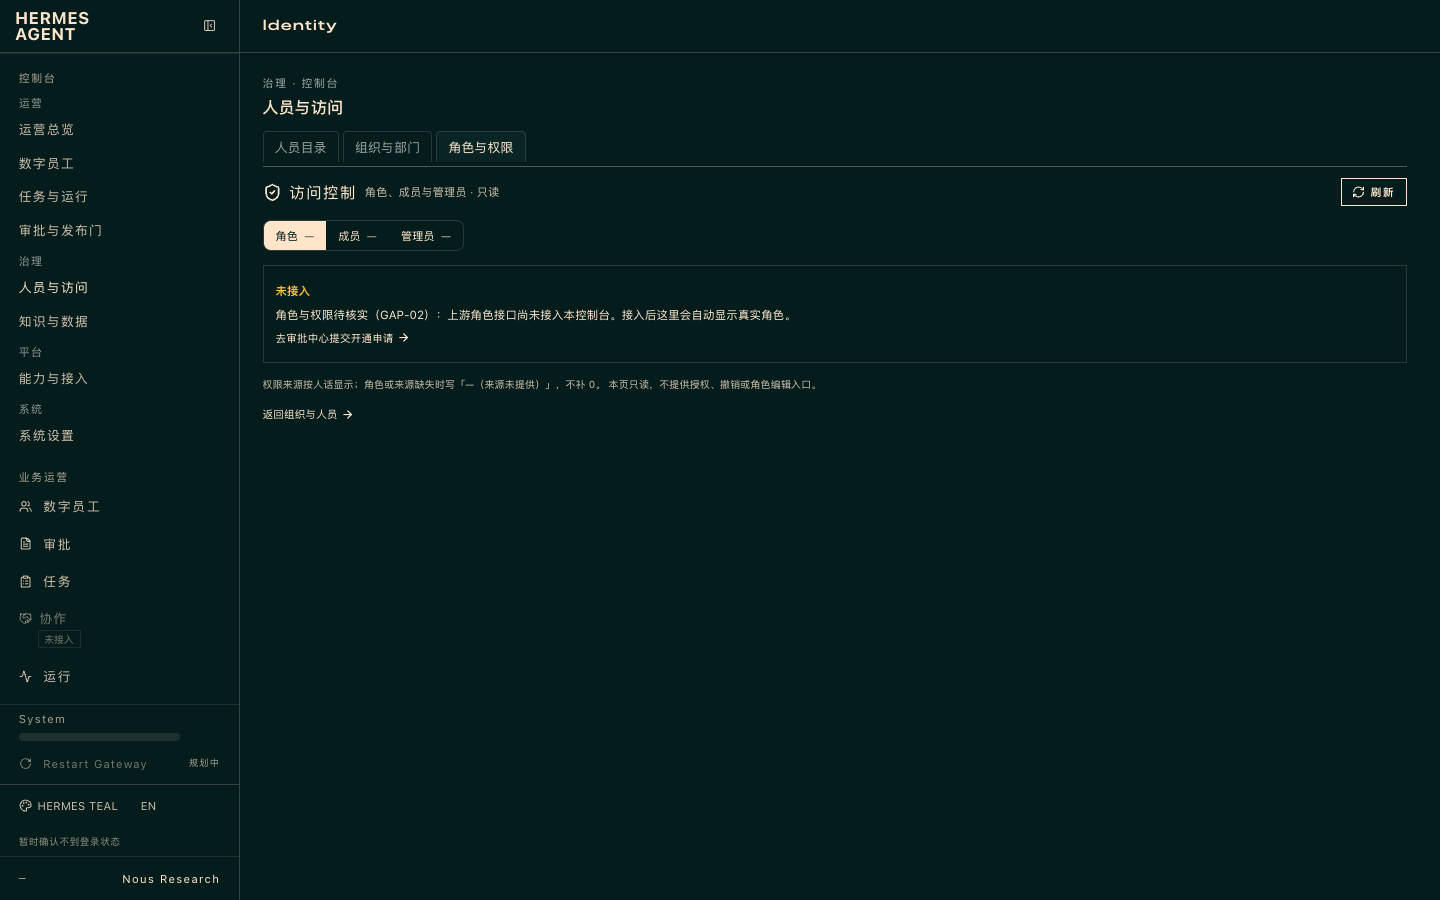 HERMES
AGENT
Identity
控制台
运营
运营总览
数字员工
任务与运行
审批与发布门
治理
人员与访问
知识与数据
平台
能力与接入
系统
系统设置
业务运营
数字员工
审批
任务
协作
未接入
运行
System
Restart Gateway 规划中
HERMES TEAL EN
暂时确认不到登录状态
— Nous Research
治理 · 控制台
人员与访问
人员目录 组织与部门 角色与权限
访问控制 角色、成员与管理员 · 只读 刷新
角色 — 成员 — 管理员 —
未接入
角色与权限待核实（GAP-02）：上游角色接口尚未接入本控制台。接入后这里会自动显示真实角色。
去审批中心提交开通申请 →
权限来源按人话显示；角色或来源缺失时写「—（来源未提供）」，不补 0。 本页只读，不提供授权、撤销或角色编辑入口。
返回组织与人员 →